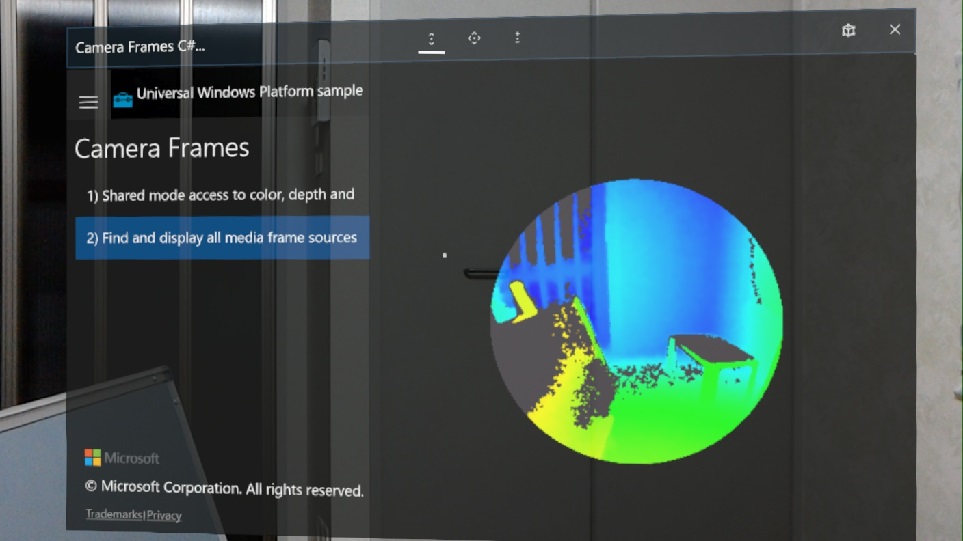 Camera Frames C#...
Universal Windows Platform sample
Camera Frames
1) Shared mode access to color, depth and
2) Find and display all media frame sources
Microsoft
© Microsoft Corporation. All rights reserved.
Trademarks|Privacy